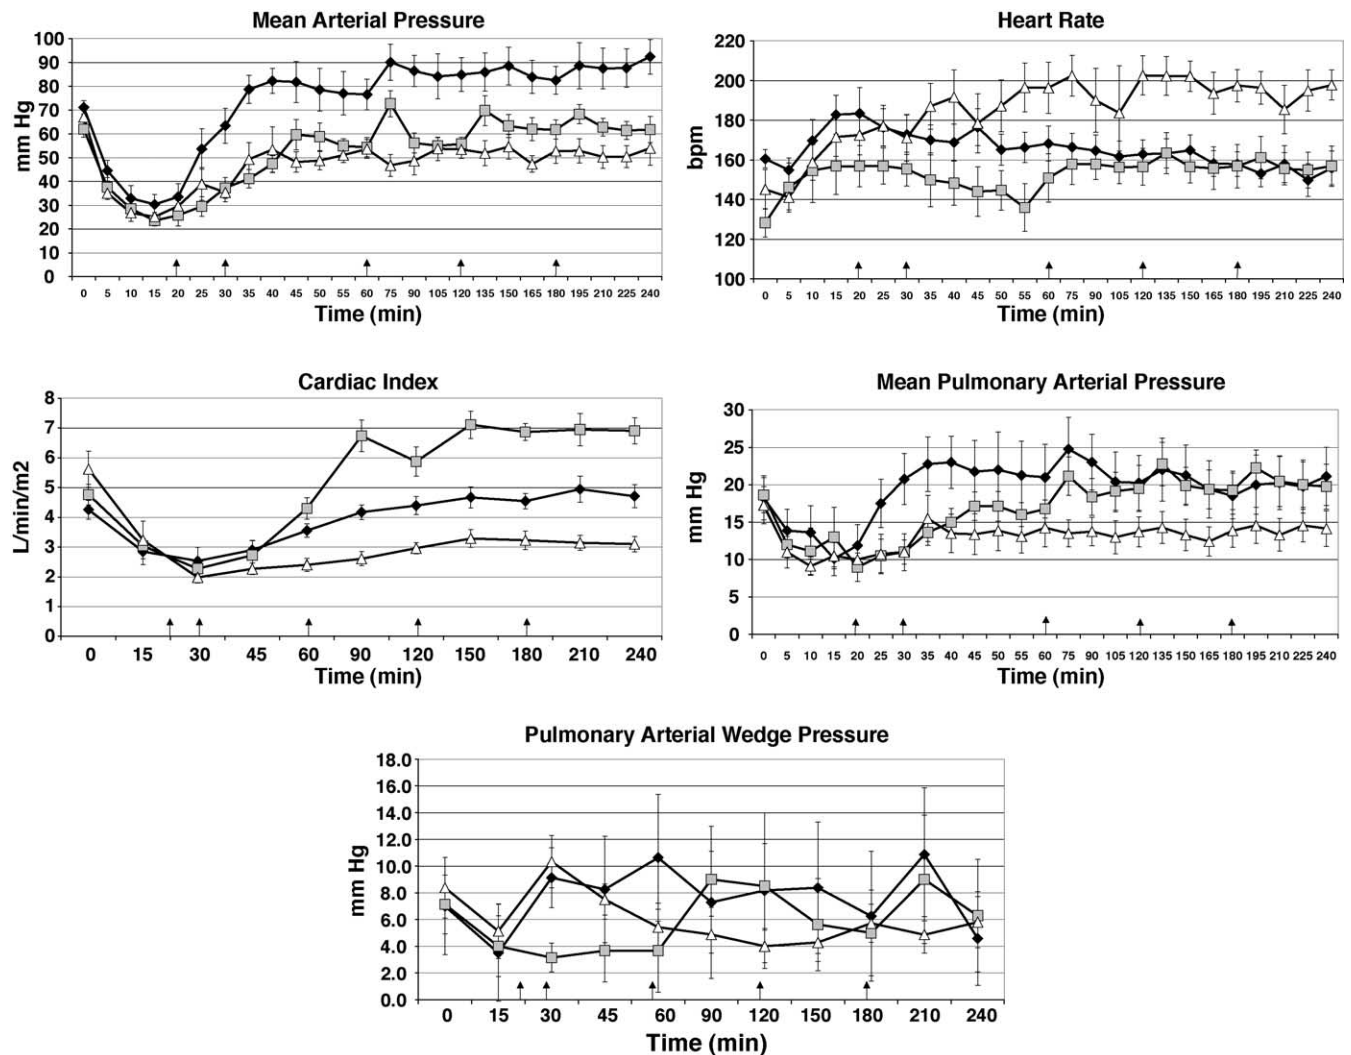 Mean Arterial Pressure
mm Hg
100
90
80
70
60
50
40
30
20
10
0
0 5 10 15 20 25 30 35 40 45 50 55 60 75 90 105 120 135 150 165 180 195 210 225 240
Time (min)
Heart Rate
bpm
220
200
180
160
140
120
100
0 5 10 15 20 25 30 35 40 45 50 55 60 75 90 105 120 135 150 165 180 195 210 225 240
Time (min)
Cardiac Index
L/min/m2
8
7
6
5
4
3
2
1
0
0 15 30 45 60 90 120 150 180 210 240
Time (min)
Mean Pulmonary Arterial Pressure
mm Hg
30
25
20
15
10
5
0
0 5 10 15 20 25 30 35 40 45 50 55 60 75 90 105 120 135 150 165 180 195 210 225 240
Time (min)
Pulmonary Arterial Wedge Pressure
mm Hg
18.0
16.0
14.0
12.0
10.0
8.0
6.0
4.0
2.0
0.0
0 15 30 45 60 90 120 150 180 210 240
Time (min)